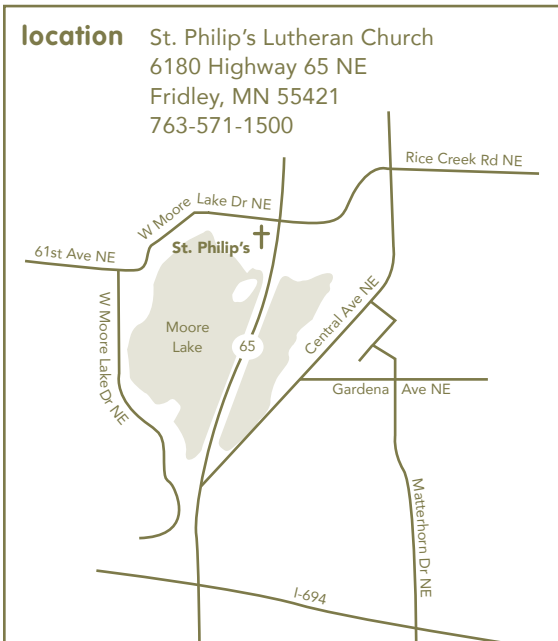 location
St. Philip's Lutheran Church
6180 Highway 65 NE
Fridley, MN 55421
763-571-1500
Rice Creek Rd NE
W Moore Lake Dr NE
St. Philip's
61st Ave NE
W Moore Lake Dr NE
Moore
Lake
65
Central Ave NE
Gardena Ave NE
Matterhorn Dr NE
I-694